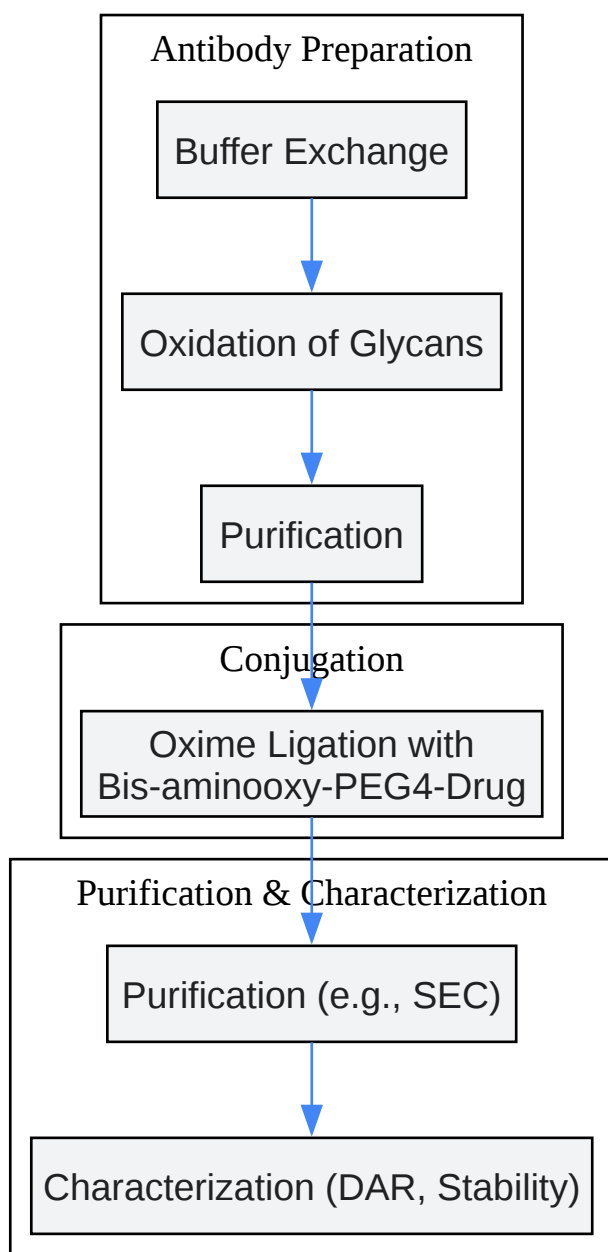 Antibody Preparation
Buffer Exchange
Oxidation of Glycans
Purification
Conjugation
Oxime Ligation with
Bis-aminooxy-PEG4-Drug
Purification & Characterization
Purification (e.g., SEC)
Characterization (DAR, Stability)